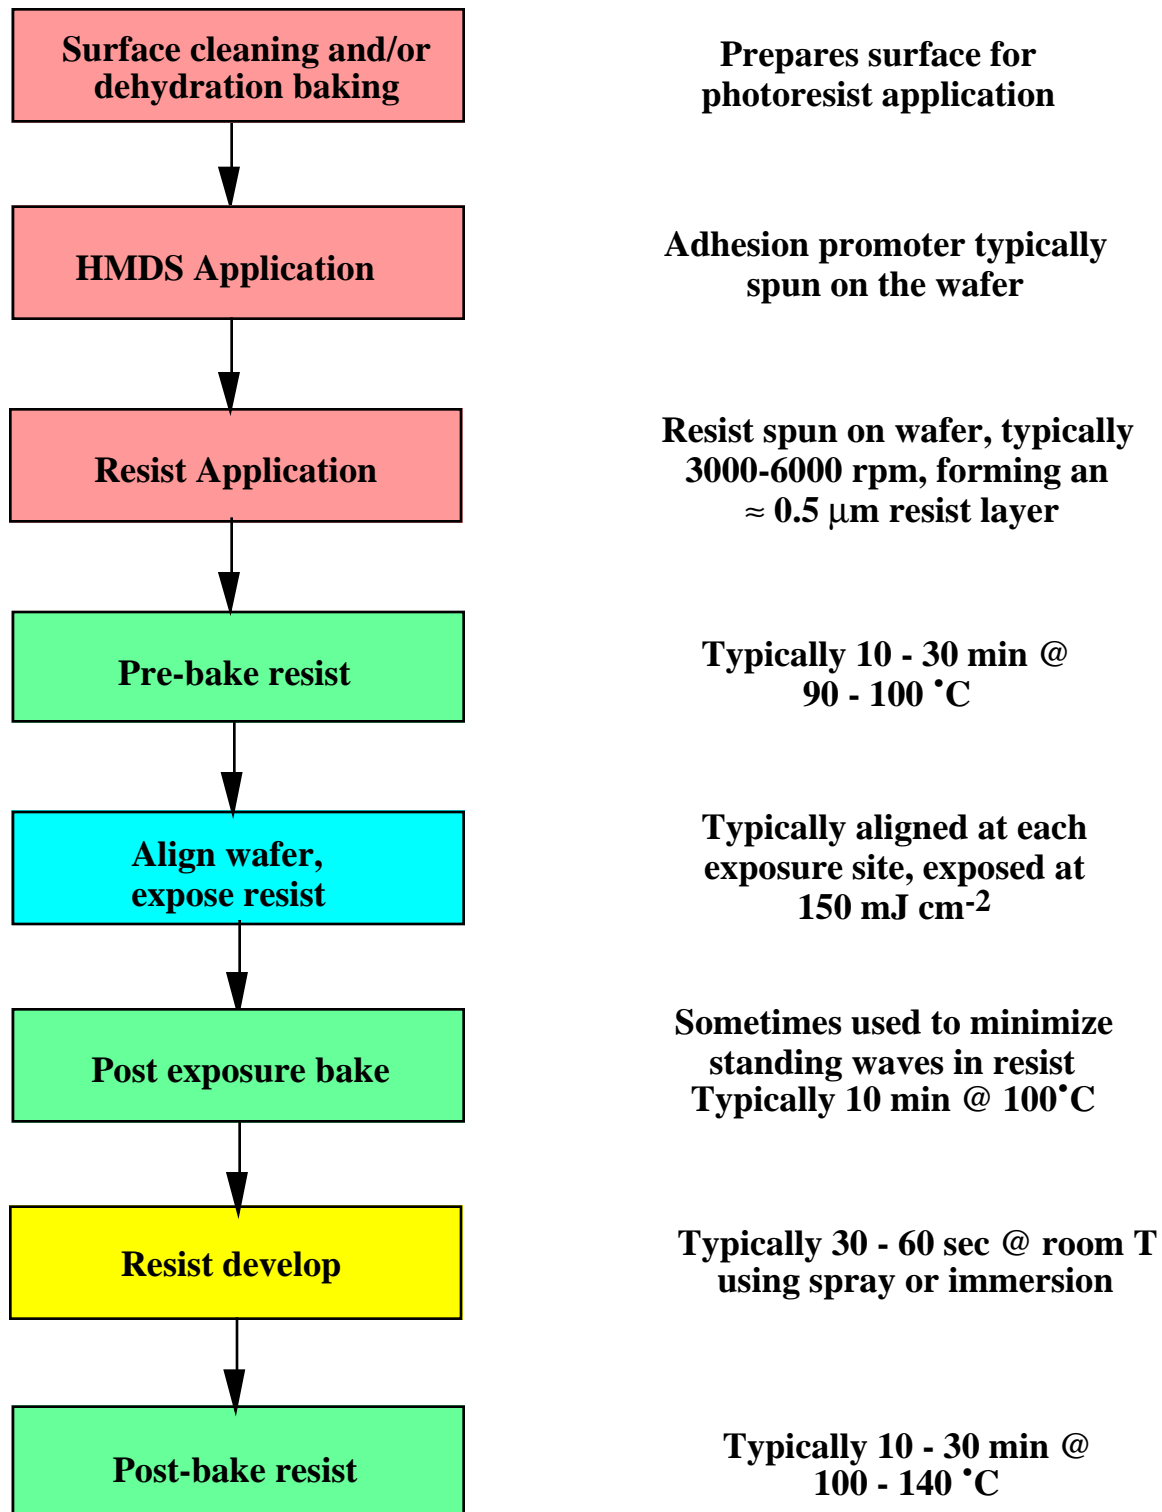 Surface cleaning and/or
dehydration baking
Prepares surface for
photoresist application
HMDS Application
Adhesion promoter typically
spun on the wafer
Resist Application
Resist spun on wafer, typically
3000-6000 rpm, forming an
≈ 0.5 μm resist layer
Pre-bake resist
Typically 10 - 30 min @
90 - 100 ˚C
Align wafer,
expose resist
Typically aligned at each
exposure site, exposed at
150 mJ cm-2
Post exposure bake
Sometimes used to minimize
standing waves in resist
Typically 10 min @ 100˚C
Resist develop
Typically 30 - 60 sec @ room T
using spray or immersion
Post-bake resist
Typically 10 - 30 min @
100 - 140 ˚C